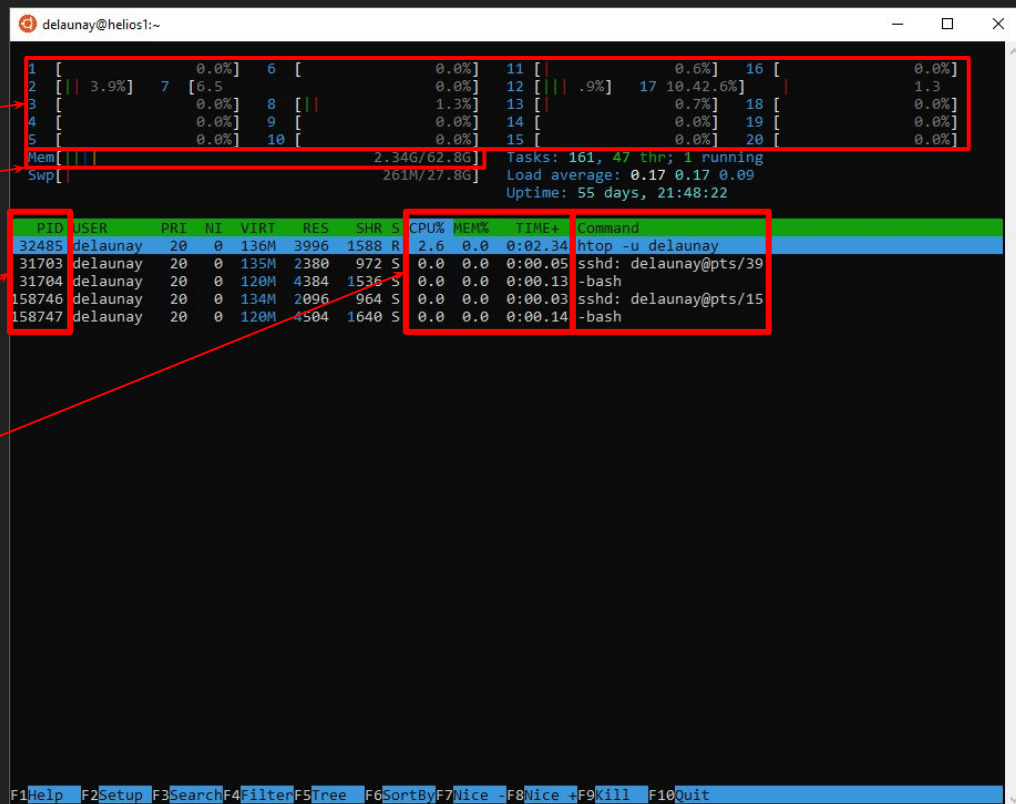 delaunay@helios1:~
1 [ 0.0%] 6 [ 0.0%] 11 [| 0.6%] 16 [ 0.0%]
2 [|| 3.9%] 7 [6.5 0.0%] 12 [||| .9%] 17 10.42.6%] | 1.3
3 [ 0.0%] 8 [|| 1.3%] 13 [| 0.7%] 18 [ 0.0%]
4 [ 0.0%] 9 [ 0.0%] 14 [ 0.0%] 19 [ 0.0%]
5 [ 0.0%] 10 [ 0.0%] 15 [ 0.0%] 20 [ 0.0%]
Mem[|||| 2.34G/62.8G] Tasks: 161, 47 thr; 1 running
Swp[| 261M/27.8G] Load average: 0.17 0.17 0.09
Uptime: 55 days, 21:48:22
PID USER PRI NI VIRT RES SHR S CPU% MEM% TIME+ Command
32485 delaunay 20 0 136M 3996 1588 R 2.6 0.0 0:02.34 htop -u delaunay
31703 delaunay 20 0 135M 2380 972 S 0.0 0.0 0:00.05 sshd: delaunay@pts/39
31704 delaunay 20 0 120M 4384 1536 S 0.0 0.0 0:00.13 -bash
158746 delaunay 20 0 134M 2096 964 S 0.0 0.0 0:00.03 sshd: delaunay@pts/15
158747 delaunay 20 0 120M 4504 1640 S 0.0 0.0 0:00.14 -bash
F1Help F2Setup F3SearchF4FilterF5Tree F6SortByF7Nice -F8Nice +F9Kill F10Quit